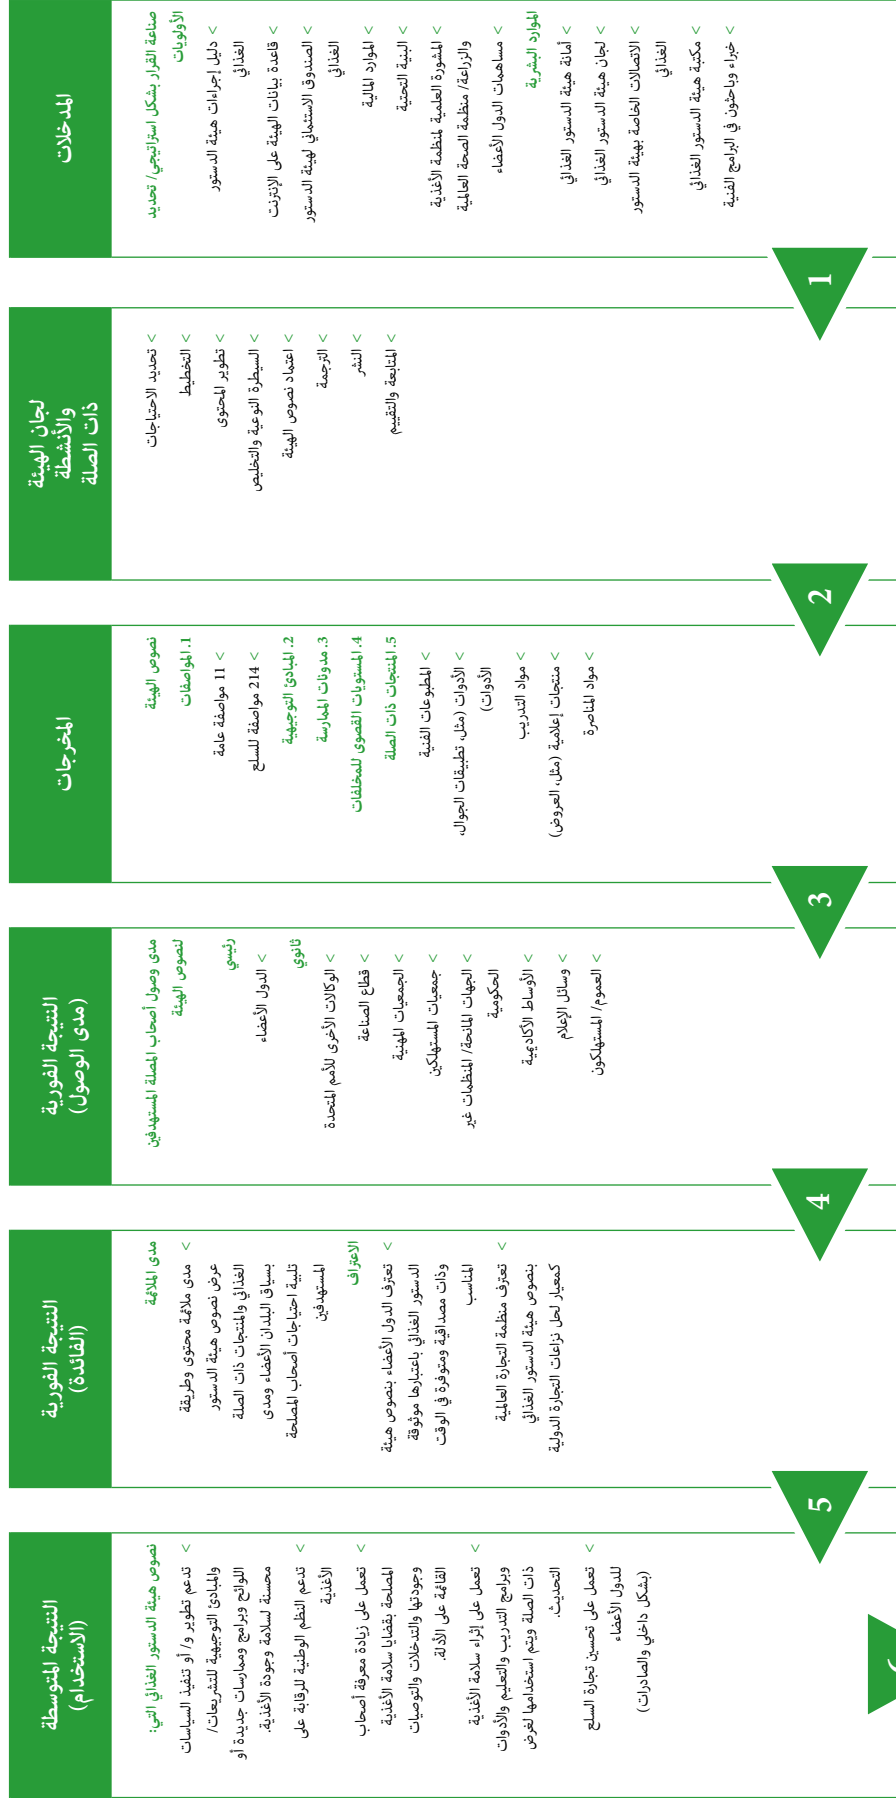 المدخلات
صناعة القرار بشكل استراتيجي/ تحديد
الأولويات
> دليل إجراءات هيئة الدستور
الغذائي
> قاعدة بيانات الهيئة على الإنترنت
> الصندوق الاستئماني لهيئة الدستور
الغذائي
> الموارد المالية
> البنية التحتية
> المشورة العلمية لمنظمة الأغذية
والزراعة/ منظمة الصحة العالمية
> مساهمات الدول الأعضاء
الموارد البشرية
> أمانة هيئة الدستور الغذائي
> لجان هيئة الدستور الغذائي
> الاتصالات الخاصة بهيئة الدستور
الغذائي
> مكتبة هيئة الدستور الغذائي
> خبراء وباحثون في البرامج الفنية
1
لجان الهيئة
والأنشطة
ذات الصلة
> تحديد الاحتياجات
> التخطيط
> تطوير المحتوى
> السيطرة النوعية والتخليص
> اعتماد نصوص الهيئة
> الترجمة
> النشر
> المتابعة والتقييم
2
المخرجات
نصوص الهيئة
1. المواصفات
> 11 مواصفة عامة
> 214 مواصفة للسلع
2. المبادئ التوجيهية
3. مدونات الممارسة
4. المستويات القصوى للمخلفات
5. المنتجات ذات الصلة
> المطبوعات الفنية
> الأدوات (مثل، تطبيقات الجوال،
الأدوات)
> مواد التدريب
> منتجات إعلامية (مثل، العروض)
> مواد المناصرة
3
النتيجة الفورية
(مدى الوصول)
مدى وصول أصحاب المصلة المستهدفين
لنصوص الهيئة
رئيسي
> الدول الأعضاء
ثانوي
> الوكالات الأخرى للأمم المتحدة
> قطاع الصناعة
> الجمعيات المهنية
> جمعيات المستهلكين
> الجهات المانحة/ المنظمات غير
الحكومية
> الأوساط الأكاديمية
> وسائل الإعلام
> العموم/ المستهلكون
4
النتيجة الفورية
(الفائدة)
مدى الملائمة
> مدى ملائمة محتوى وطريقة
عرض نصوص هيئة الدستور
الغذائي والمنتجات ذات الصلة
بسياق البلدان الأعضاء ومدى
تلبية احتياجات أصحاب المصلحة
المستهدفين
الاعتراف
> تعترف الدول الأعضاء بنصوص هيئة
الدستور الغذائي باعتبارها موثوقة
وذات مصداقية ومتوفرة في الوقت
المناسب
> تعترف منظمة التجارة العالمية
بنصوص هيئة الدستور الغذائي
كمعيار لحل نزاعات التجارة الدولية
5
النتيجة المتوسطة
(الاستخدام)
نصوص هيئة الدستور الغذائي التي:
> تدعم تطوير و/ أو تنفيذ السياسات
والمبادئ التوجيهية للتشريعات/
اللوائح وبرامج وممارسات جديدة أو
محسنة لسلامة وجودة الأغذية.
> تدعم النظم الوطنية للرقابة على
الأغذية
> تعمل على زيادة معرفة أصحاب
المصلحة بقضايا سلامة الأغذية
وجودتها والتدخلات والتوصيات
القائمة على الأدلة.
> تعمل على إثراء سلامة الأغذية
وبرامج التدريب والتعليم والأدوات
ذات الصلة ويتم استخدامها لغرض
التحديث.
> تعمل على تحسين تجارة السلع
للدول الأعضاء
(بشكل داخلي والصادرات)